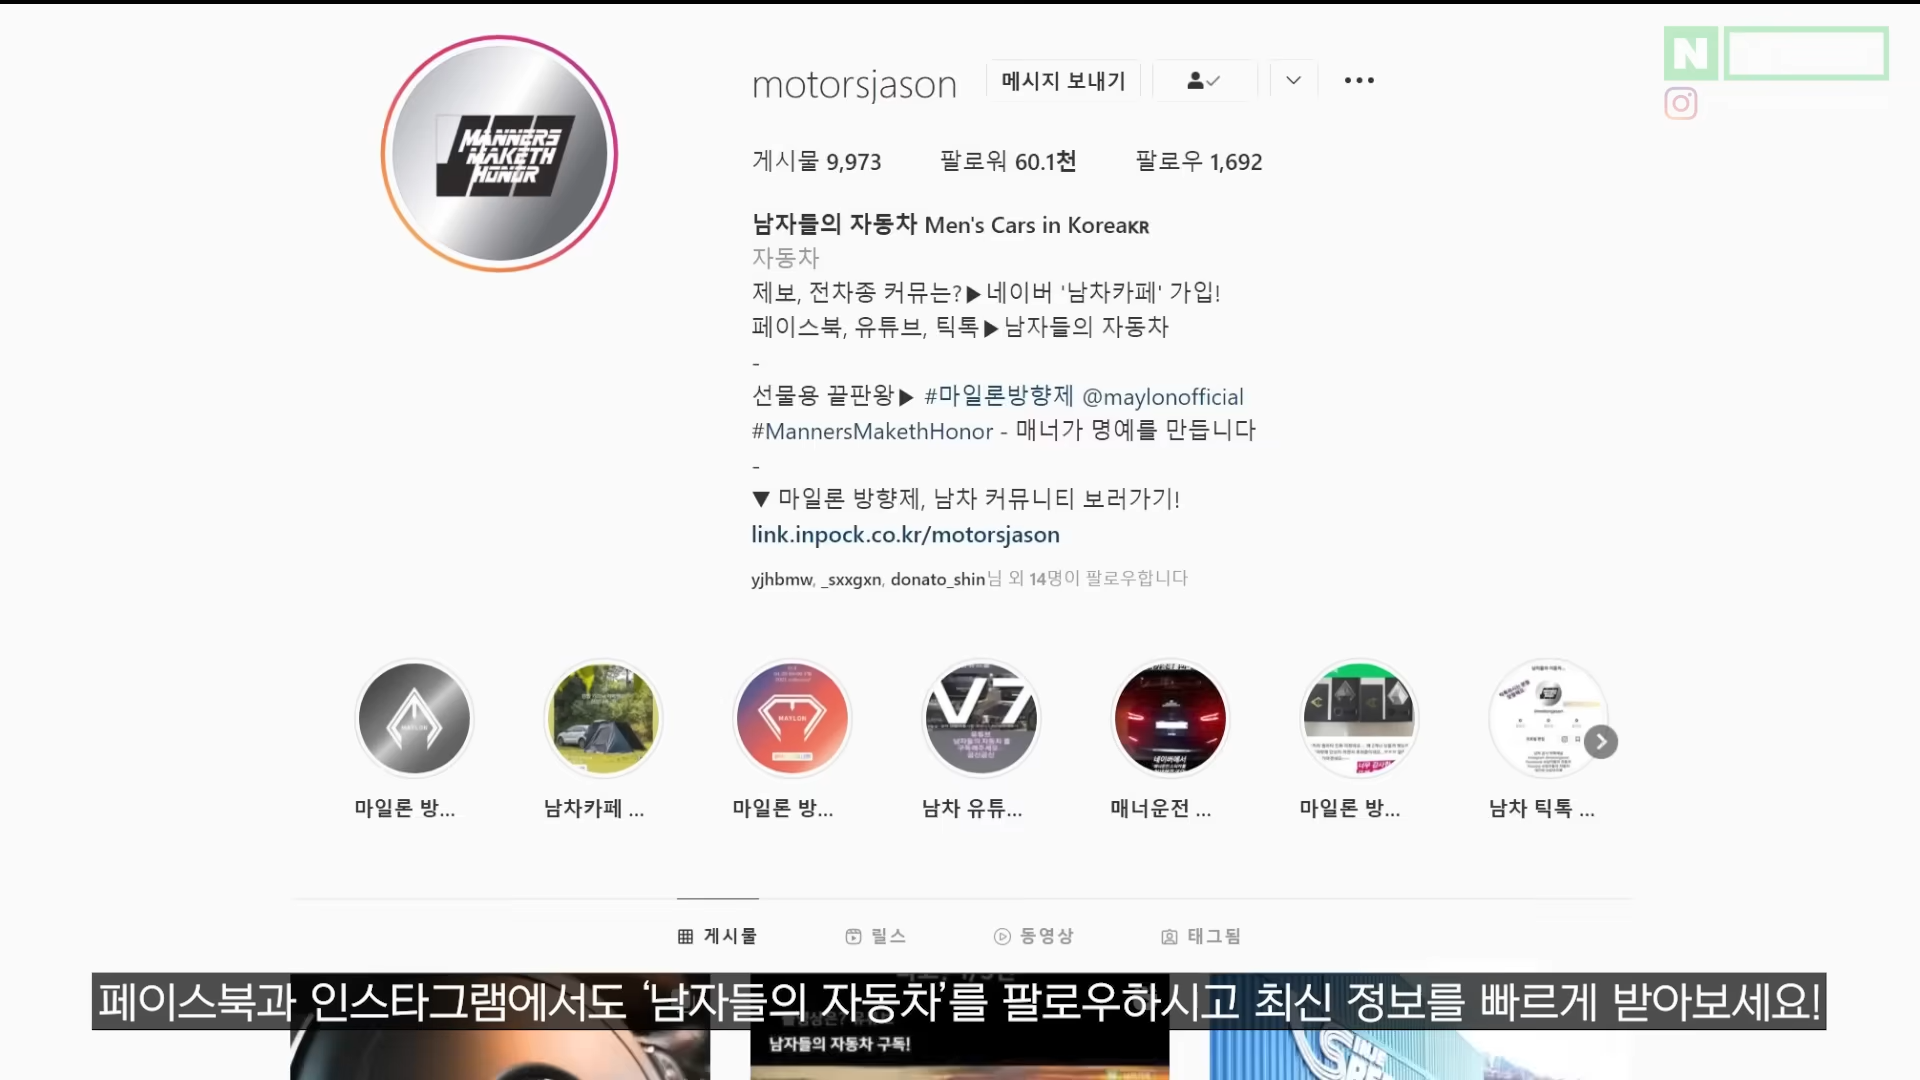 motorsjason 메시지 보내기
게시물 9,973 팔로워 60.1천 팔로우 1,692
남자들의 자동차 Men's Cars in KoreaKR
자동차
제보, 전차종 커뮤는?▶네이버 '남차카페' 가입!
페이스북, 유튜브, 틱톡▶남자들의 자동차
-
선물용 끝판왕▶ #마일론방향제 @maylonofficial
#MannersMakethHonor - 매너가 명예를 만듭니다
-
▼ 마일론 방향제, 남차 커뮤니티 보러가기!
link.inpock.co.kr/motorsjason
yjhbmw, _sxxgxn, donato_shin님 외 14명이 팔로우합니다
MANNERS
MAKETH
HONOR
N
MAYLON
MAYLON
V7
마일론 방...
남차카페 ...
마일론 방...
남차 유튜...
매너운전 ...
마일론 방...
남차 틱톡 ...
게시물 릴스 동영상 태그됨
페이스북과 인스타그램에서도 ‘남자들의 자동차’를 팔로우하시고 최신 정보를 빠르게 받아보세요!
남자들의 자동차 구독!